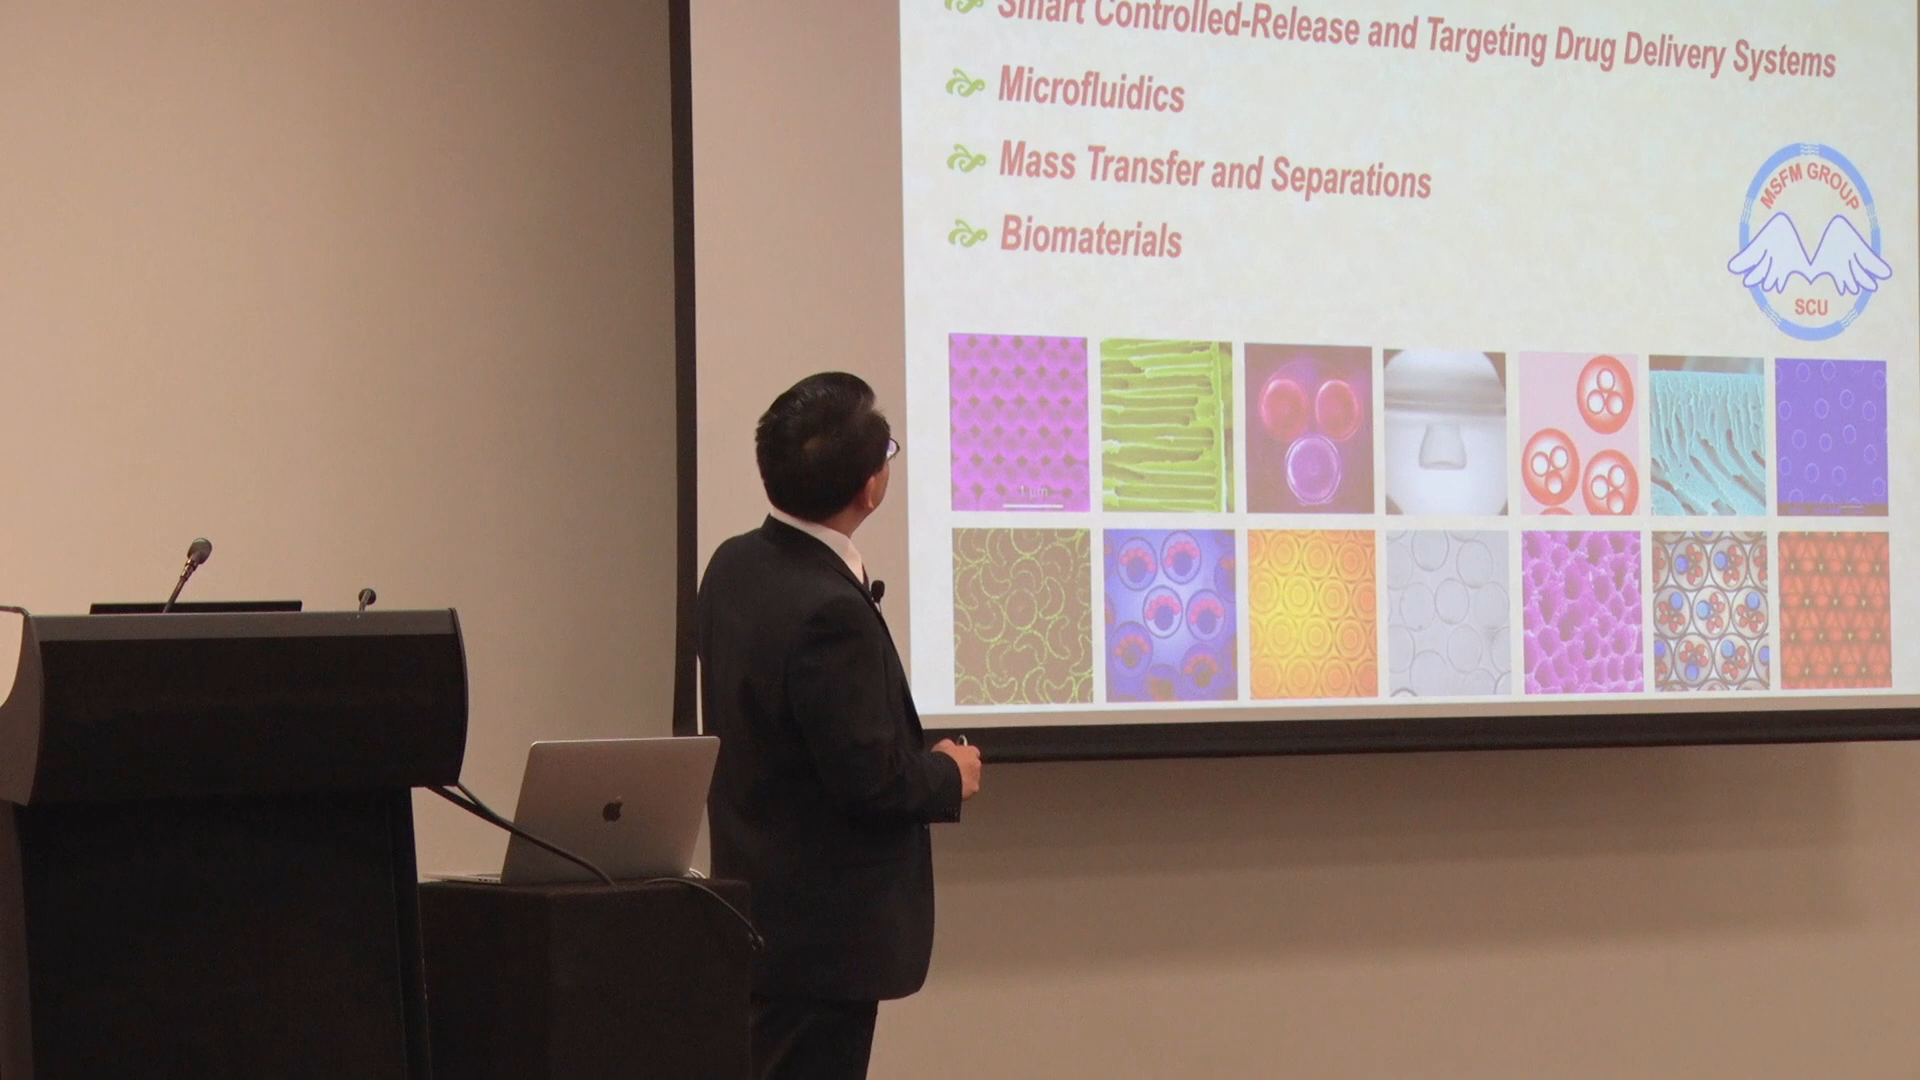 Smart Controlled-Release and Targeting Drug Delivery Systems
Microfluidics
Mass Transfer and Separations
Biomaterials
MSFM GROUP
SCU
1 μm